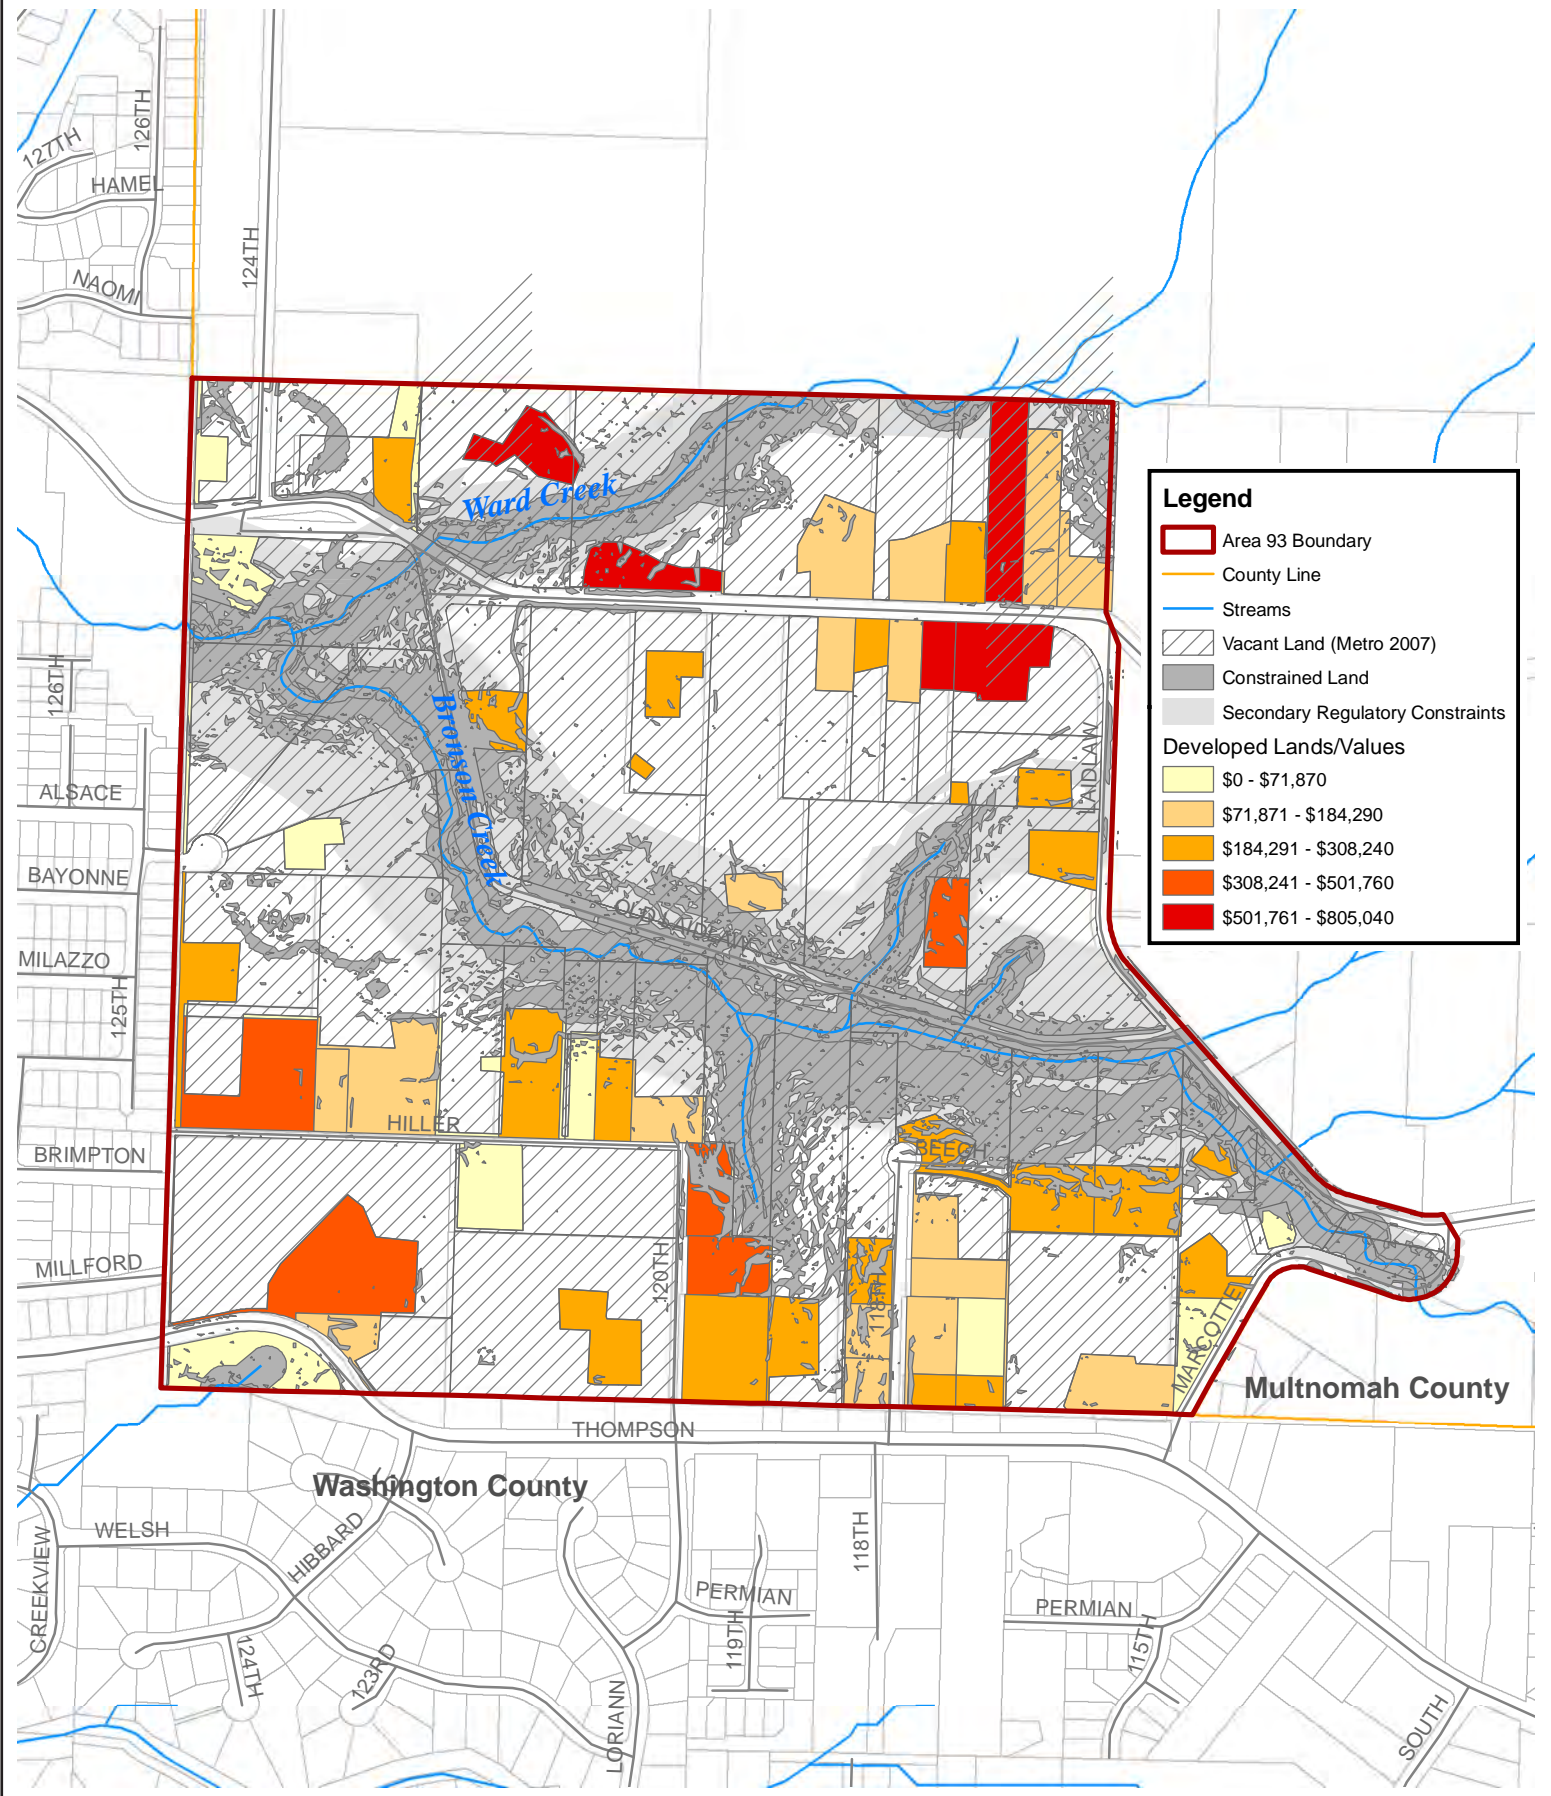 127TH
126TH
HAMEL
124TH
NAOMI
Ward Creek
Legend
Area 93 Boundary
County Line
Streams
Vacant Land (Metro 2007)
Constrained Land
Secondary Regulatory Constraints
Developed Lands/Values
$0 - $71,870
$71,871 - $184,290
$184,291 - $308,240
$308,241 - $501,760
$501,761 - $805,040
126TH
Bronson Creek
LAIDLAW
ALSACE
BAYONNE
OLD LAIDLAW
MILAZZO
125TH
HILLER
BEECH
BRIMPTON
MILLFORD
120TH
118TH
MARCOTTE
Multnomah County
THOMPSON
Washington County
WELSH
HIBBARD
CREEKVIEW
118TH
PERMIAN
119TH
PERMIAN
115TH
124TH
123RD
LORIANN
SOUTH